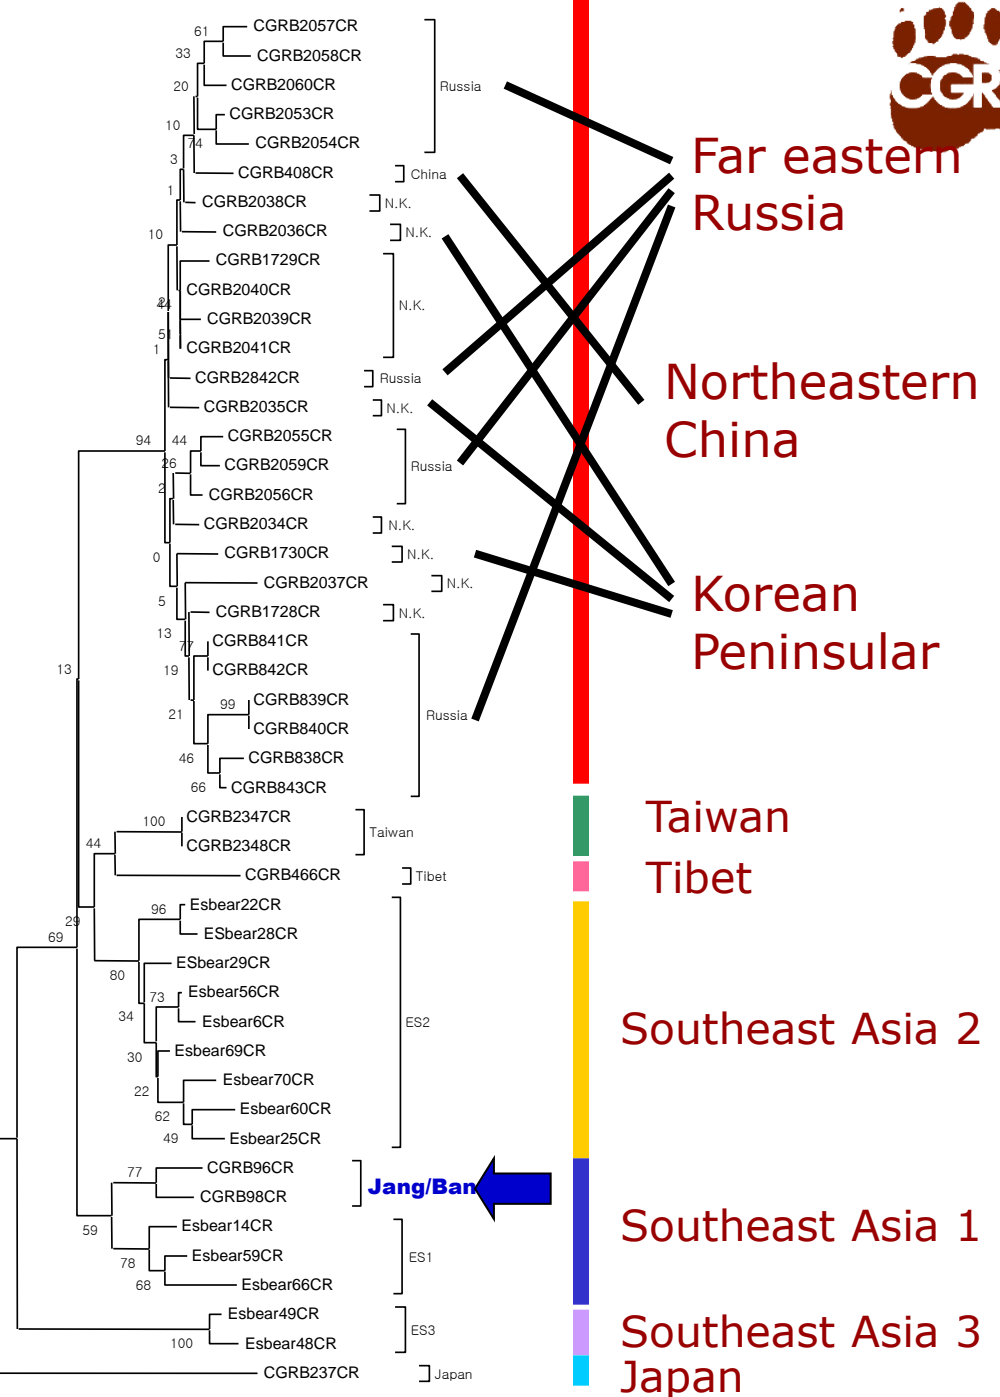 CGR
61
CGRB2057CR
33
CGRB2058CR
20
CGRB2060CR
Russia
10
CGRB2053CR
74
CGRB2054CR
3
CGRB408CR
China
Far eastern
Russia
1
CGRB2038CR
N.K.
10
CGRB2036CR
N.K.
CGRB1729CR
CGRB2040CR
N.K.
2
44
CGRB2039CR
51
CGRB2041CR
1
CGRB2842CR
Russia
CGRB2035CR
N.K.
Northeastern
China
94
44
CGRB2055CR
26
CGRB2059CR
Russia
2
CGRB2056CR
CGRB2034CR
N.K.
0
CGRB1730CR
N.K.
CGRB2037CR
N.K.
5
CGRB1728CR
N.K.
Korean
Peninsular
13
77
CGRB841CR
13
19
CGRB842CR
99
CGRB839CR
21
CGRB840CR
Russia
46
CGRB838CR
66
CGRB843CR
100
CGRB2347CR
Taiwan
Taiwan
44
CGRB2348CR
CGRB466CR
Tibet
Tibet
96
Esbear22CR
29
69
ESbear28CR
80
ESbear29CR
73
Esbear56CR
34
Esbear6CR
ES2
Southeast Asia 2
30
Esbear69CR
22
Esbear70CR
62
Esbear60CR
49
Esbear25CR
77
CGRB96CR
Jang/Ban
CGRB98CR
59
Esbear14CR
Southeast Asia 1
78
Esbear59CR
ES1
68
Esbear66CR
Esbear49CR
ES3
Southeast Asia 3
100
Esbear48CR
CGRB237CR
Japan
Japan